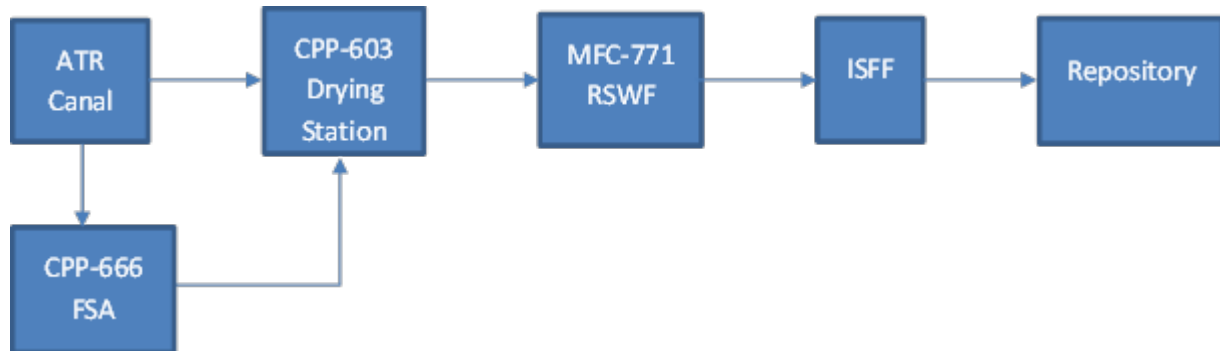 ATR
Canal
CPP-603
Drying
Station
MFC-771
RSWF
ISFF
Repository
CPP-666
FSA